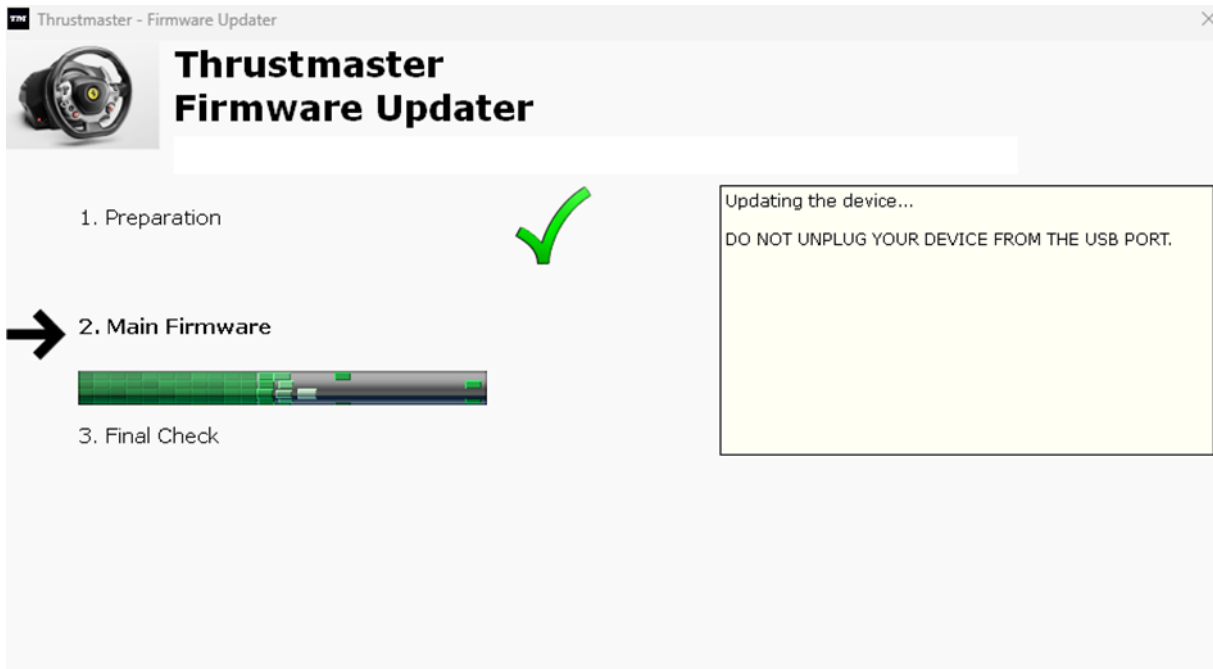 Thrustmaster - Firmware Updater
Thrustmaster
Firmware Updater
1. Preparation
2. Main Firmware
3. Final Check
Updating the device...
DO NOT UNPLUG YOUR DEVICE FROM THE USB PORT.